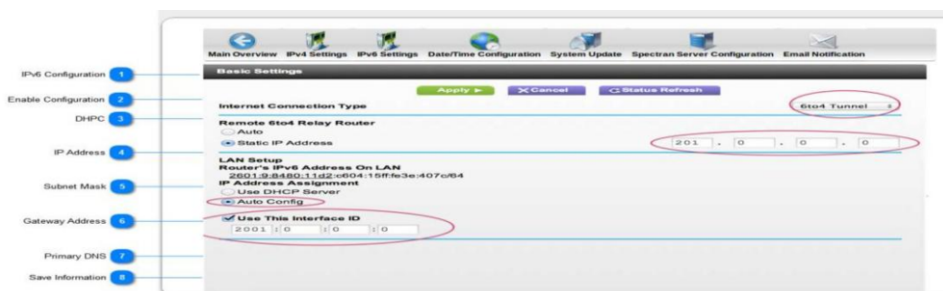 Main Overview IPv4 Settings IPv6 Settings Date/Time Configuration System Update Spectran Server Configuration Email Notification
IPv6 Configuration 1
Basic Settings
Apply Cancel Status Refresh
Enable Configuration 2
Internet Connection Type 6to4 Tunnel
DHPC 3
Remote 6to4 Relay Router
Auto
Static IP Address 201 . 0 . 0 . 0
IP Address 4
LAN Setup
Router's IPv6 Address On LAN
2601:9:8480:11d2:c604:15ff:fe3e:407c/64
IP Address Assignment
Subnet Mask 5
Use DHCP Server
Auto Config
Gateway Address 6
Use This Interface ID
2001 : 0 : 0 : 0
Primary DNS 7
Save Information 8